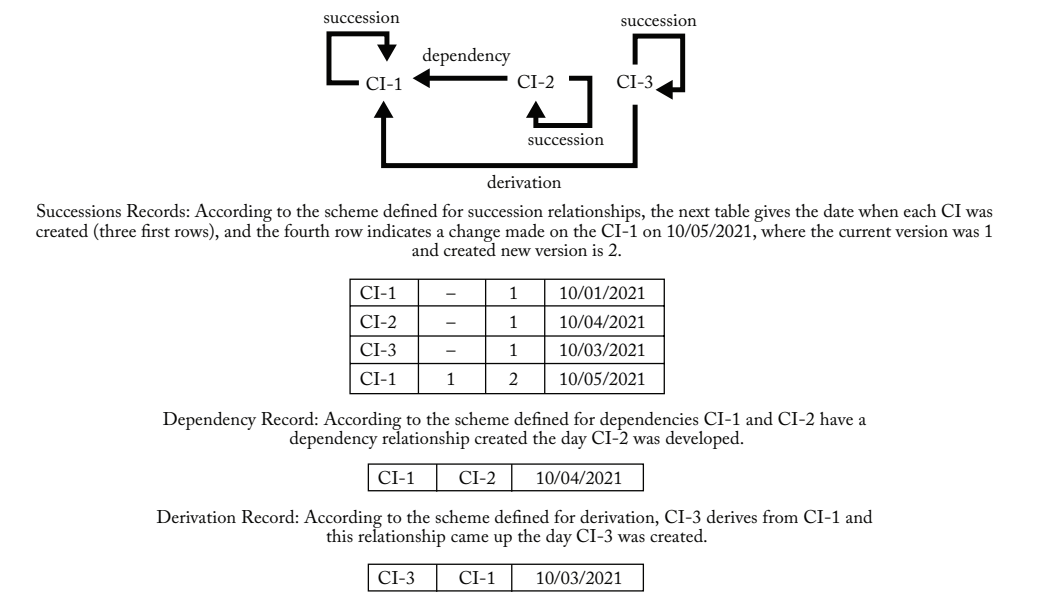 succession
succession
dependency
CI-1
CI-2
CI-3
succession
derivation
Successions Records: According to the scheme defined for succession relationships, the next table gives the date when each CI was
created (three first rows), and the fourth row indicates a change made on the CI-1 on 10/05/2021, where the current version was 1
and created new version is 2.
CI-1 – 1 10/01/2021
CI-2 – 1 10/04/2021
CI-3 – 1 10/03/2021
CI-1 1 2 10/05/2021
Dependency Record: According to the scheme defined for dependencies CI-1 and CI-2 have a
dependency relationship created the day CI-2 was developed.
CI-1 CI-2 10/04/2021
Derivation Record: According to the scheme defined for derivation, CI-3 derives from CI-1 and
this relationship came up the day CI-3 was created.
CI-3 CI-1 10/03/2021